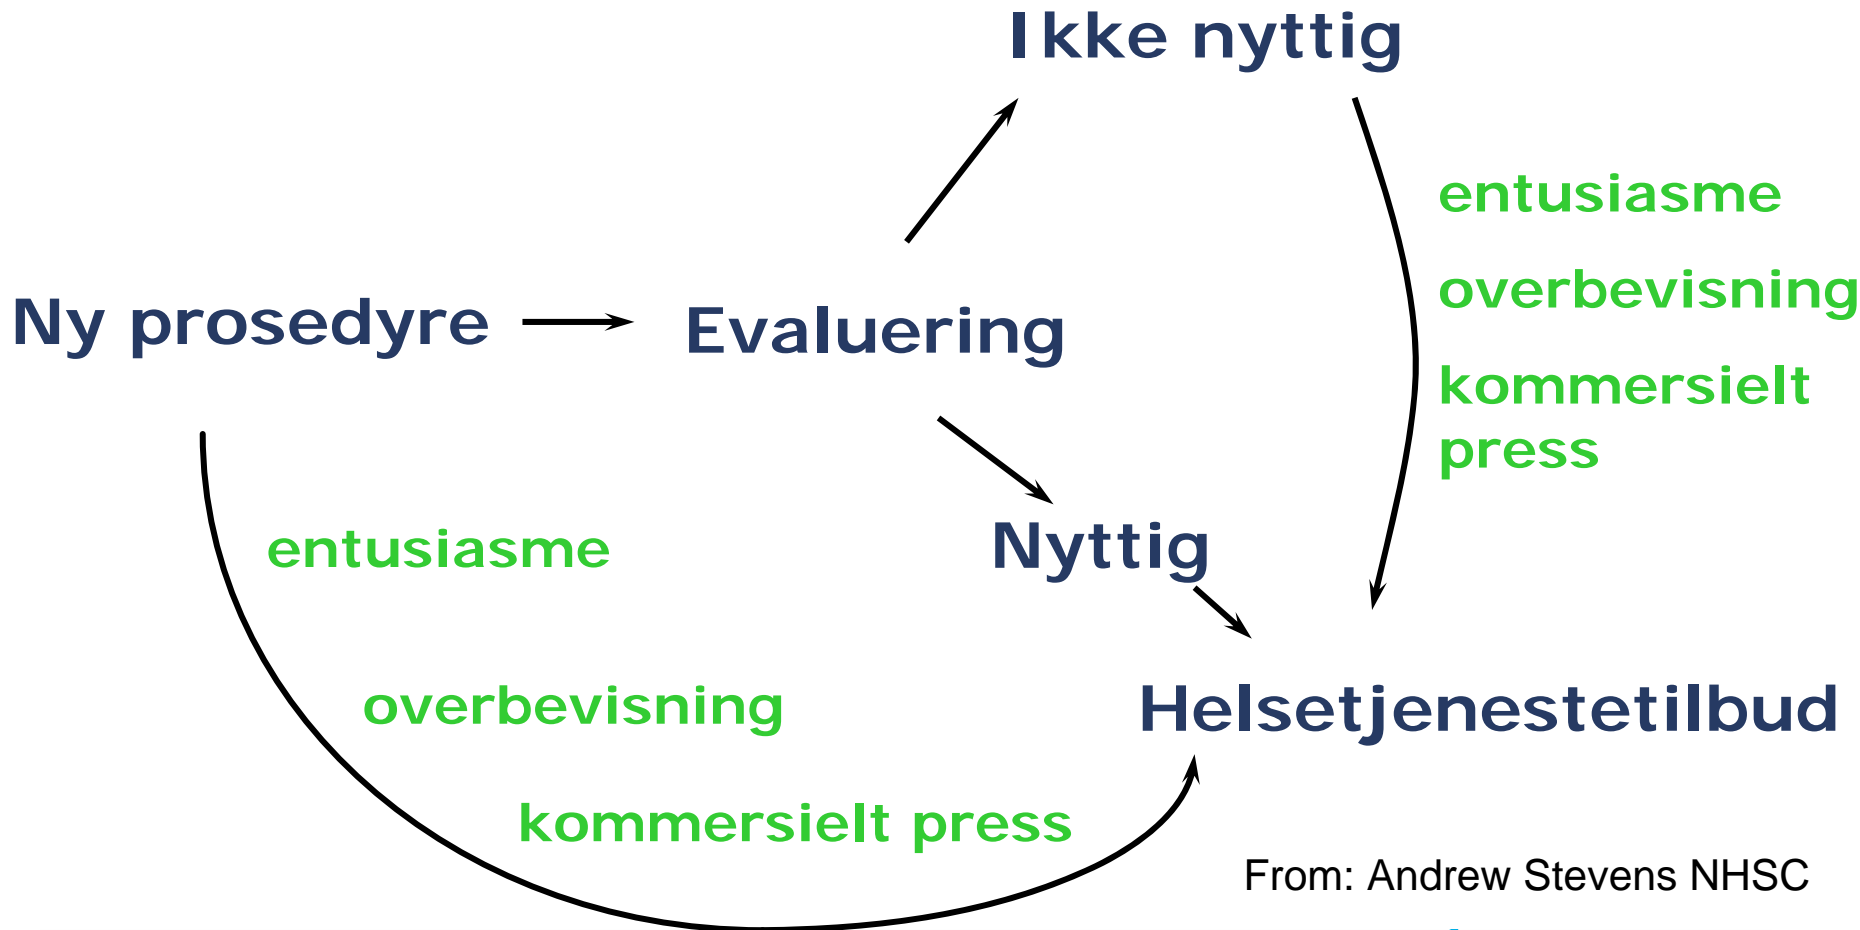 Ikke nyttig
entusiasme
overbevisning
kommersielt
press
Ny prosedyre
Evaluering
Nyttig
entusiasme
overbevisning
kommersielt press
Helsetjenestetilbud
From: Andrew Stevens NHSC